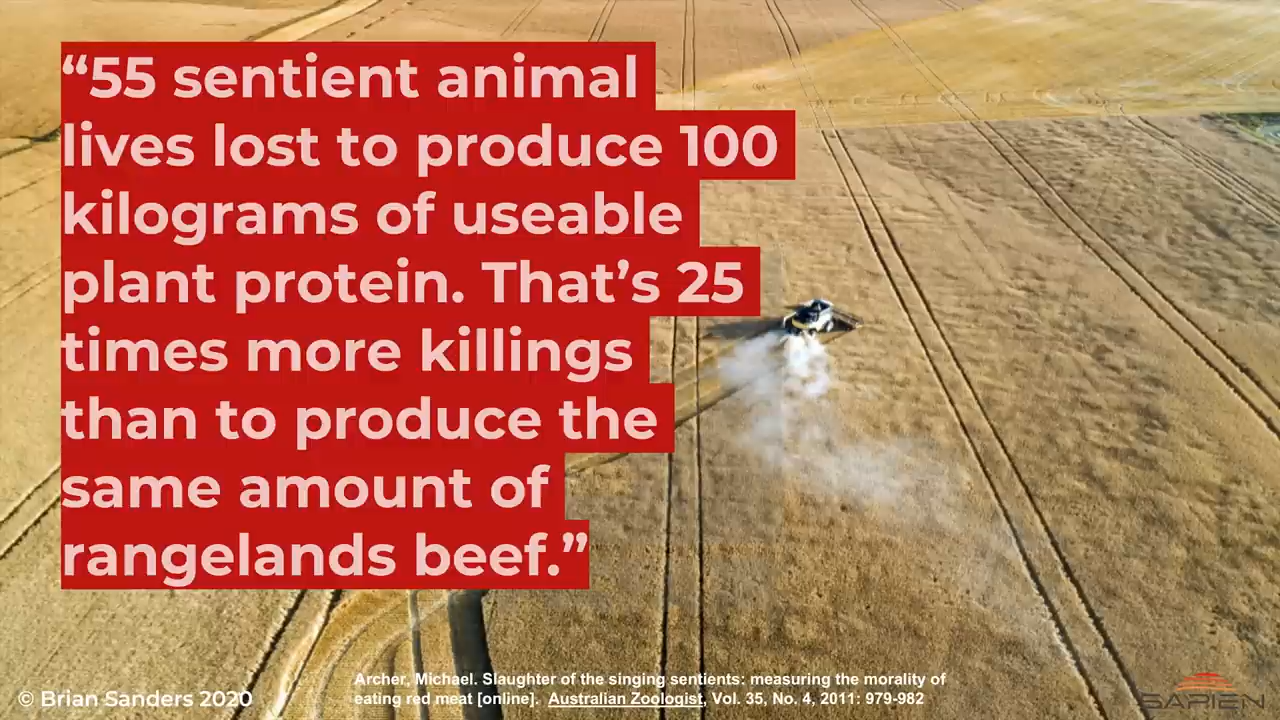 “55 sentient animal
lives lost to produce 100
kilograms of useable
plant protein. That’s 25
times more killings
than to produce the
same amount of
rangelands beef.”
Archer, Michael. Slaughter of the singing sentients: measuring the morality of
eating red meat [online]. Australian Zoologist, Vol. 35, No. 4, 2011: 979-982
© Brian Sanders 2020
SAPIEN